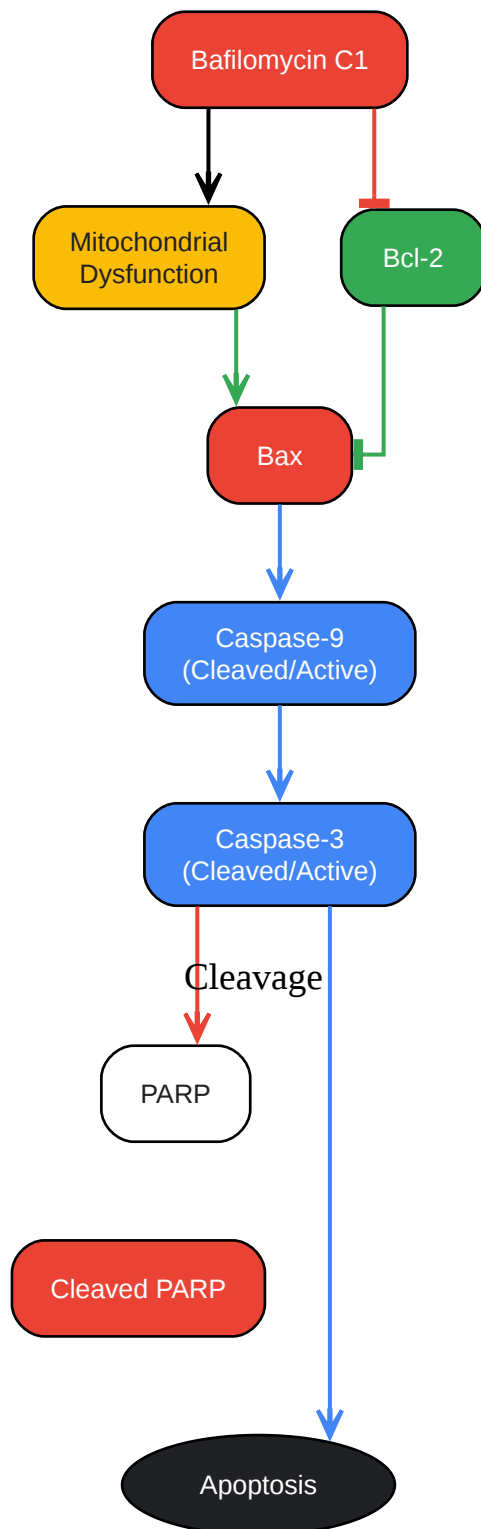 Bafilomycin C1
Mitochondrial
Dysfunction
Bcl-2
Bax
Caspase-9
(Cleaved/Active)
Caspase-3
(Cleaved/Active)
Cleavage
PARP
Cleaved PARP
Apoptosis